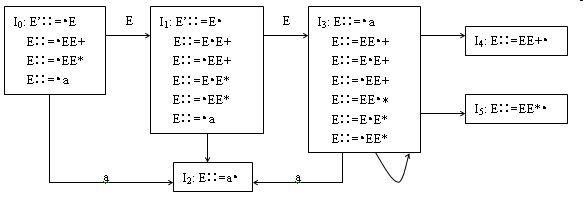 I₀: E’::=•E
E::=•EE+
E::=•EE*
E::=•a
E
I₁: E’::=E•
E::=E•E+
E::=•EE+
E::=E•E*
E::=•EE*
E::=•a
E
I₃: E::=•a
E::=EE•+
E::=E•E+
E::=•EE+
E::=EE•*
E::=E•E*
E::=•EE*
I₄: E::=EE+•
I₅: E::=EE*•
a
I₂: E::=a•
a